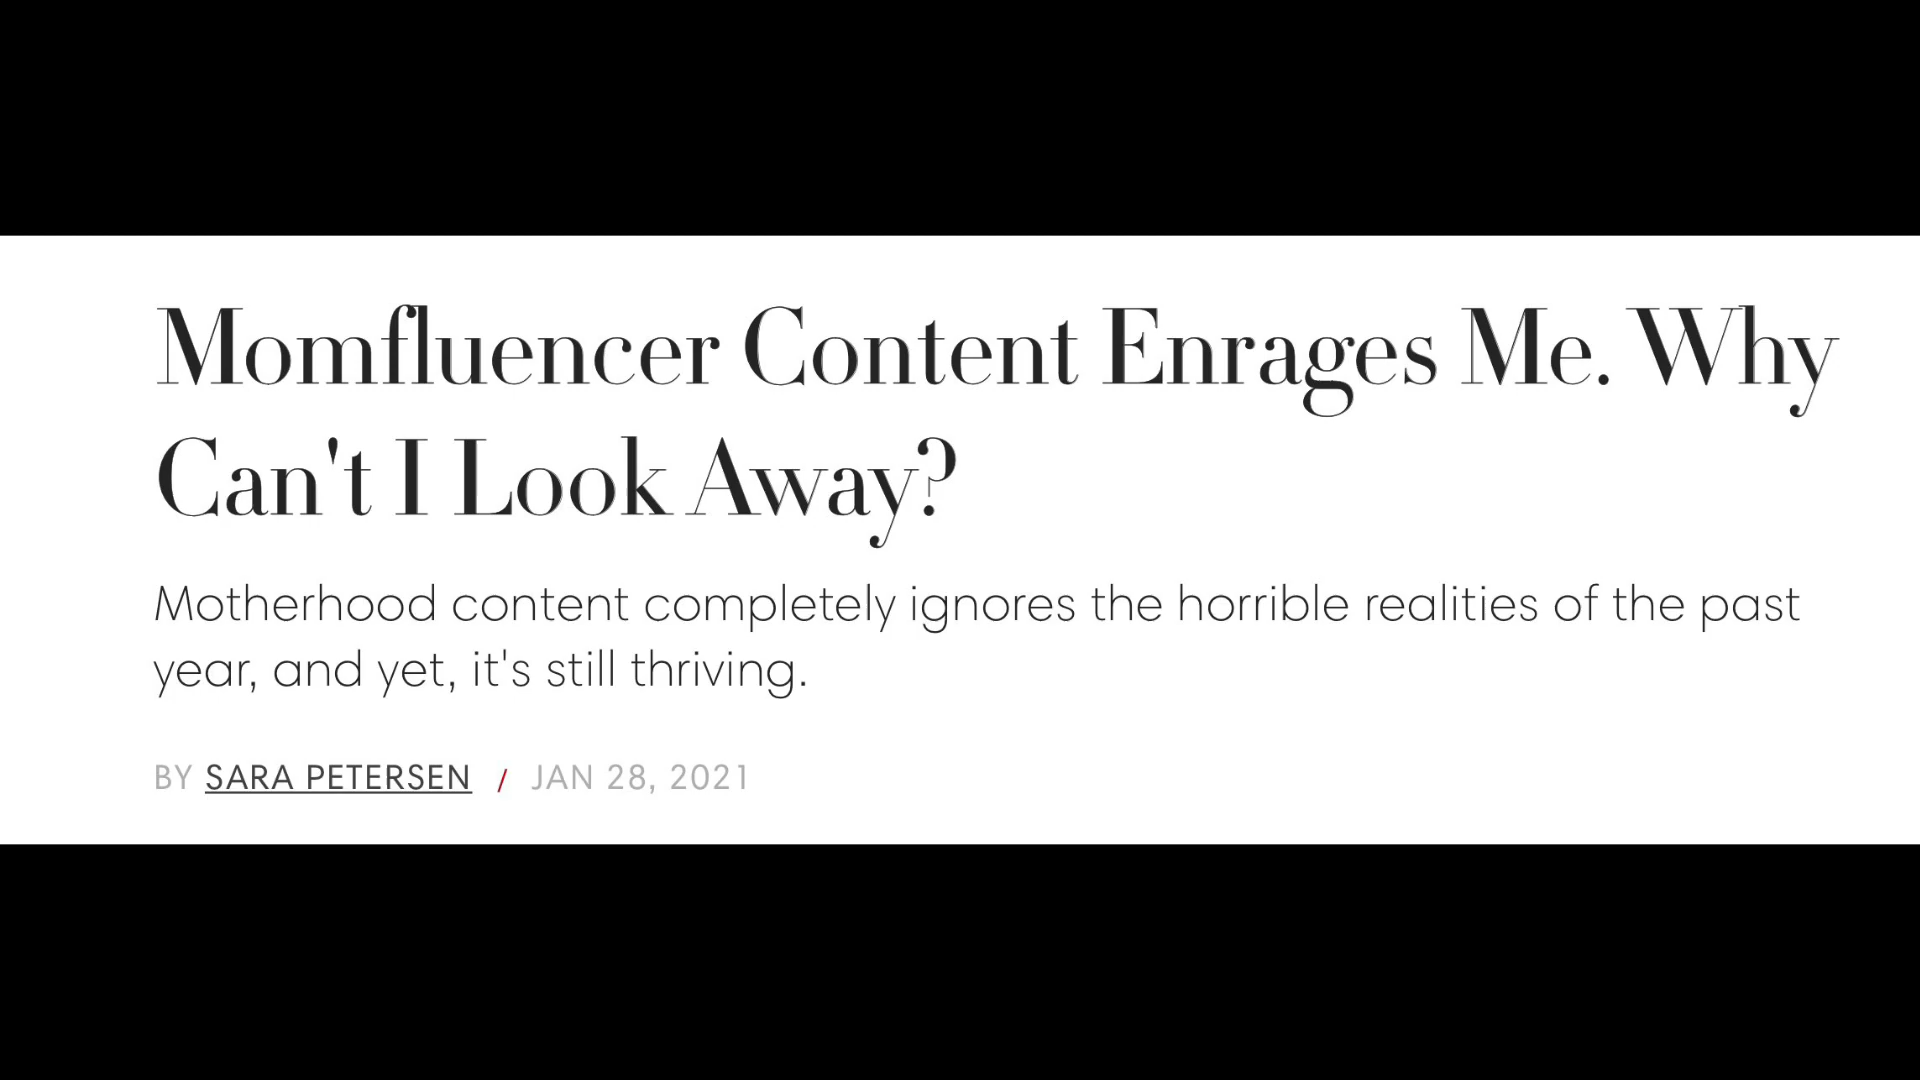 Momfluencer Content Enrages Me. Why
Can't I Look Away?
Motherhood content completely ignores the horrible realities of the past
year, and yet, it's still thriving.
BY SARA PETERSEN / JAN 28, 2021